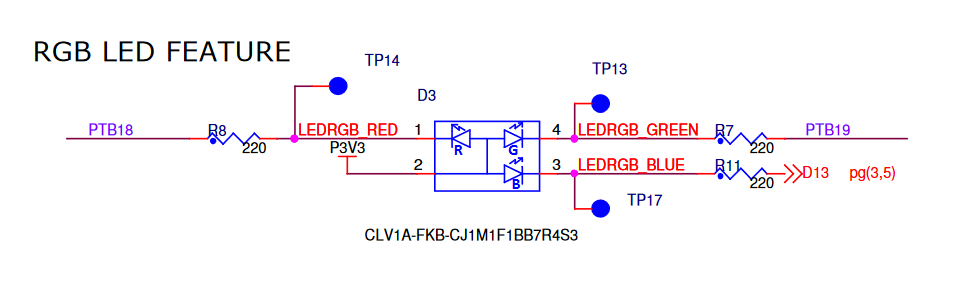 RGB LED FEATURE
TP14
TP13
D3
PTB18
R8
220
LEDRGB_RED
1
4
LEDRGB_GREEN
R7
220
PTB19
P3V3
R
G
2
3
LEDRGB_BLUE
R11
220
D13
pg(3,5)
B
TP17
CLV1A-FKB-CJ1M1F1BB7R4S3